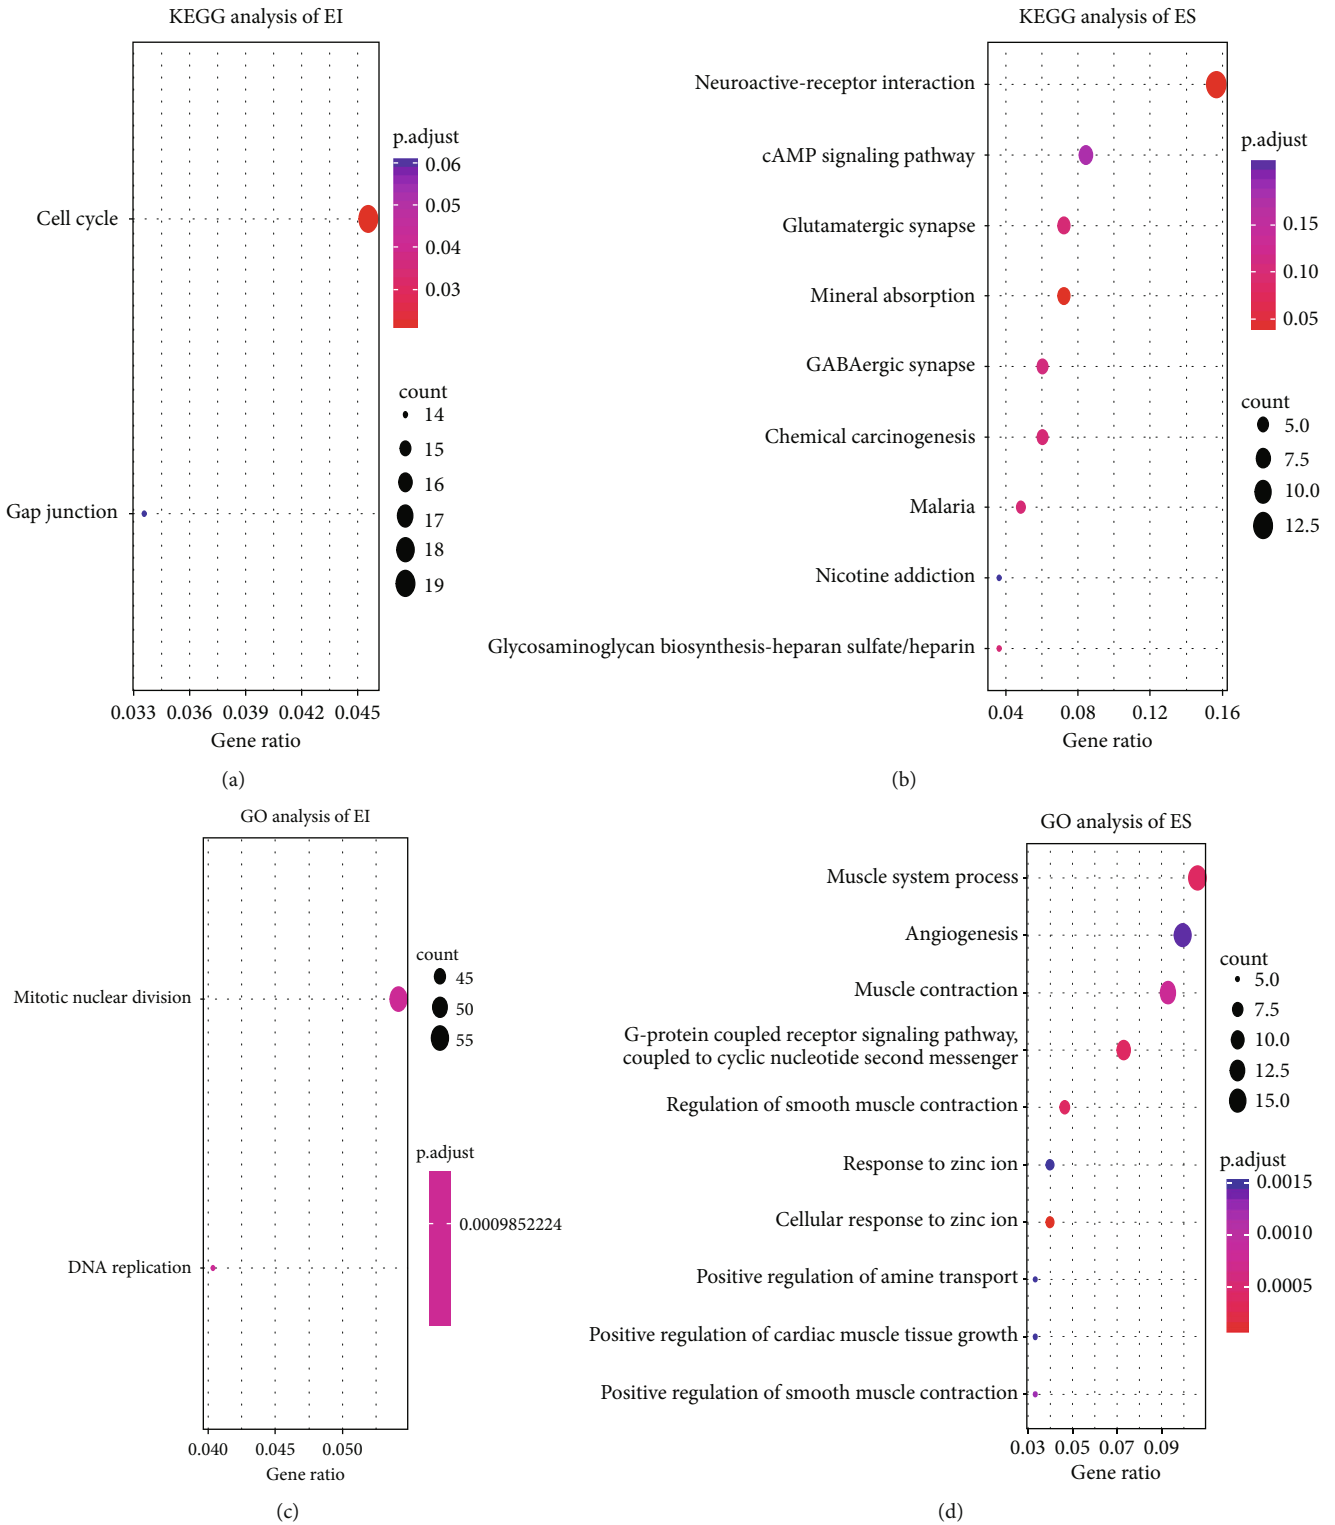 KEGG analysis of EI
Cell cycle
Gap junction
0.033 0.036 0.039 0.042 0.045
Gene ratio
p.adjust
0.06
0.05
0.04
0.03
count
14
15
16
17
18
19
(a)
KEGG analysis of ES
Neuroactive-receptor interaction
cAMP signaling pathway
Glutamatergic synapse
Mineral absorption
GABAergic synapse
Chemical carcinogenesis
Malaria
Nicotine addiction
Glycosaminoglycan biosynthesis-heparan sulfate/heparin
0.04 0.08 0.12 0.16
Gene ratio
p.adjust
0.15
0.10
0.05
count
5.0
7.5
10.0
12.5
(b)
GO analysis of EI
Mitotic nuclear division
DNA replication
0.040 0.045 0.050
Gene ratio
count
45
50
55
p.adjust
0.0009852224
(c)
GO analysis of ES
Muscle system process
Angiogenesis
Muscle contraction
G-protein coupled receptor signaling pathway,
coupled to cyclic nucleotide second messenger
Regulation of smooth muscle contraction
Response to zinc ion
Cellular response to zinc ion
Positive regulation of amine transport
Positive regulation of cardiac muscle tissue growth
Positive regulation of smooth muscle contraction
0.03 0.05 0.07 0.09
Gene ratio
count
5.0
7.5
10.0
12.5
15.0
p.adjust
0.0015
0.0010
0.0005
(d)